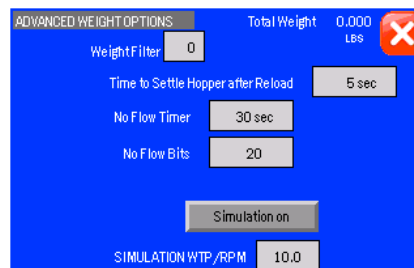 ADVANCED WEIGHT OPTIONS Total Weight 0.000
LBS
Weight Filter 0
Time to Settle Hopper after Reload 5 sec
No Flow Timer 30 sec
No Flow Bits 20
Simulation on
SIMULATION WTP/RPM 10.0